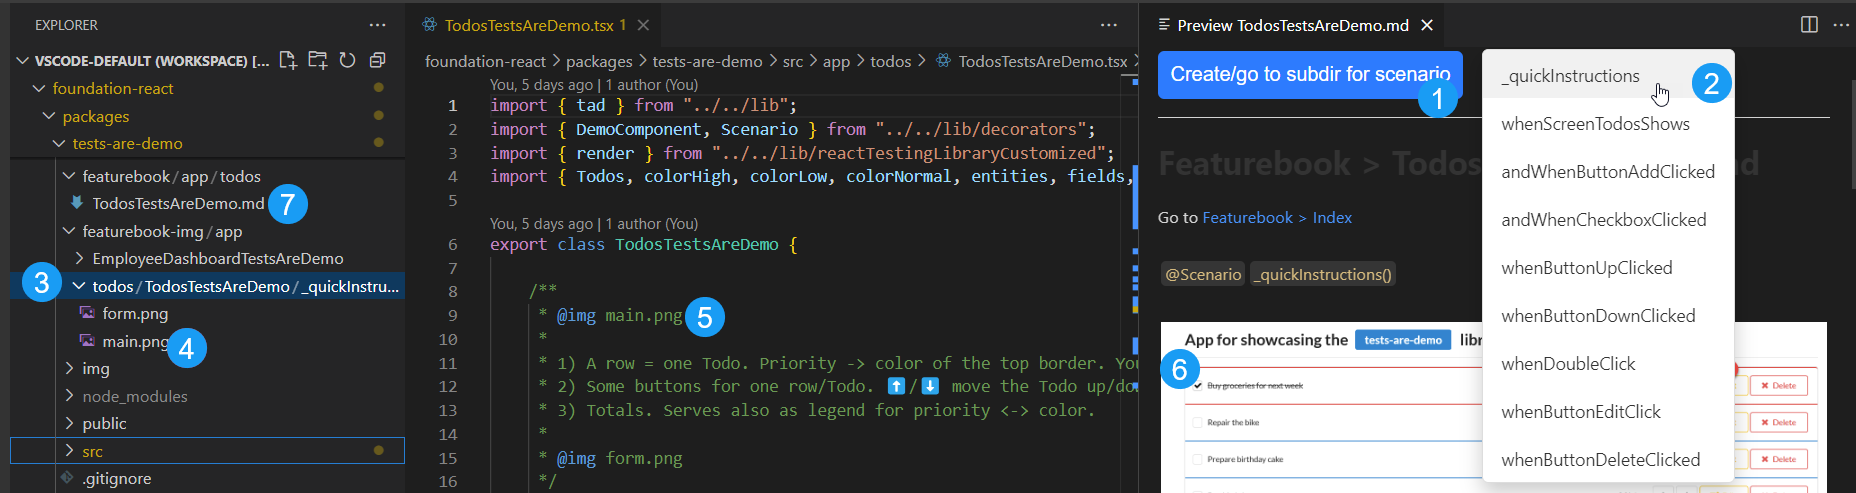 EXPLORER
VSCODE-DEFAULT (WORKSPACE) [...
foundation-react
packages
tests-are-demo
featurebook/app/todos
TodosTestsAreDemo.md
7
featurebook-img/app
EmployeeDashboardTestsAreDemo
3
todos/TodosTestsAreDemo/_quickInstru...
form.png
main.png
4
img
node_modules
public
src
.gitignore
TodosTestsAreDemo.tsx 1
foundation-react > packages > tests-are-demo > src > app > todos > TodosTestsAreDemo.tsx >
You, 5 days ago | 1 author (You)
1 import { tad } from "../../lib";
2 import { DemoComponent, Scenario } from "../../lib/decorators";
3 import { render } from "../../lib/reactTestingLibraryCustomized";
4 import { Todos, colorHigh, colorLow, colorNormal, entities, fields,
5
You, 5 days ago | 1 author (You)
6 export class TodosTestsAreDemo {
7
8 /**
9 * @img main.png
5
10 *
11 * 1) A row = one Todo. Priority -> color of the top border. You
12 * 2) Some buttons for one row/Todo. ⬆/⬇ move the Todo up/do
13 * 3) Totals. Serves also as legend for priority <-> color.
14 *
15 * @img form.png
16 */
Preview TodosTestsAreDemo.md
Create/go to subdir for scenario
1
Featurebook > Todo
md
Go to Featurebook > Index
@Scenario _quickInstructions()
App for showcasing the tests-are-demo lib
6
Buy groceries for next week
Delete
Repair the bike
Delete
Prepare birthday cake
Delete
_quickInstructions
2
whenScreenTodosShows
andWhenButtonAddClicked
andWhenCheckboxClicked
whenButtonUpClicked
whenButtonDownClicked
whenDoubleClick
whenButtonEditClick
whenButtonDeleteClicked